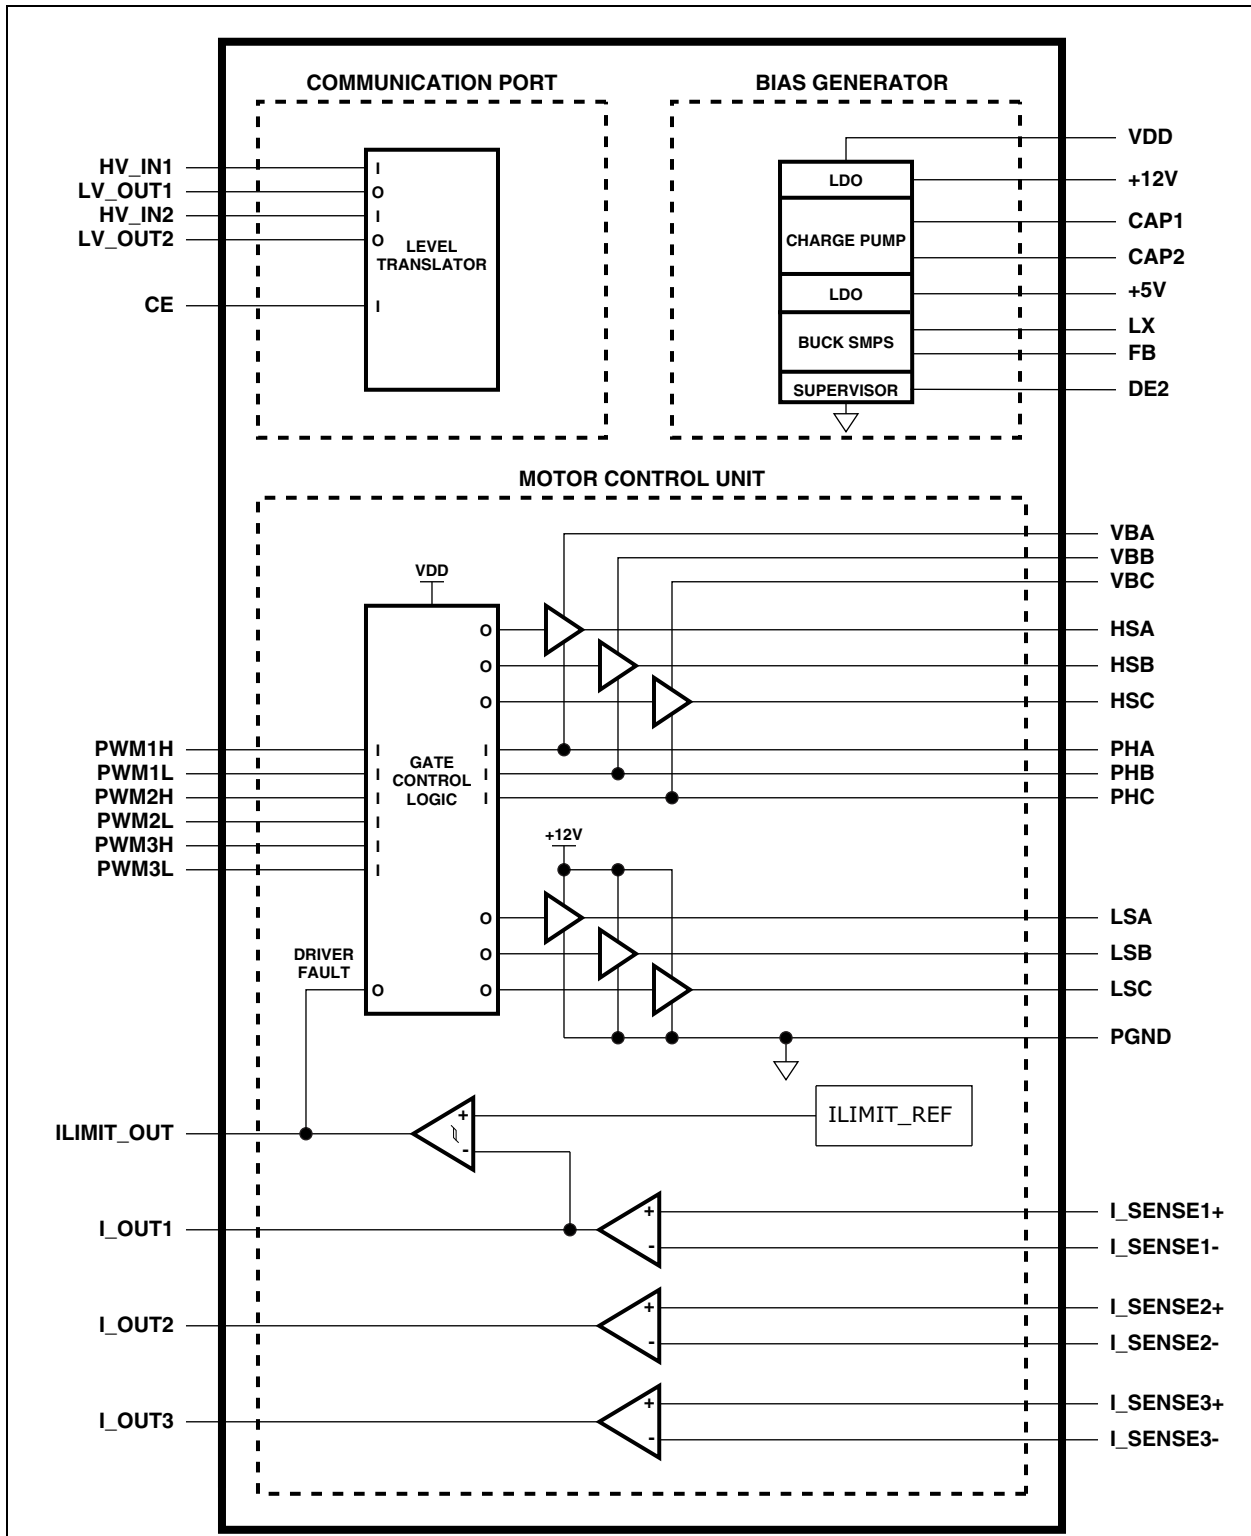 COMMUNICATION PORT
BIAS GENERATOR
HV_IN1
LV_OUT1
HV_IN2
LV_OUT2
CE
I
O
I
O
I
LEVEL
TRANSLATOR
LDO
CHARGE PUMP
LDO
BUCK SMPS
SUPERVISOR
VDD
+12V
CAP1
CAP2
+5V
LX
FB
DE2
MOTOR CONTROL UNIT
VDD
PWM1H
PWM1L
PWM2H
PWM2L
PWM3H
PWM3L
I
I
I
I
I
I
GATE
CONTROL
LOGIC
O
O
O
I
I
I
O
O
O
DRIVER
FAULT
O
+12V
VBA
VBB
VBC
HSA
HSB
HSC
PHA
PHB
PHC
LSA
LSB
LSC
PGND
ILIMIT_OUT
+
-
ILIMIT_REF
I_OUT1
+
-
I_SENSE1+
I_SENSE1-
I_OUT2
+
-
I_SENSE2+
I_SENSE2-
I_OUT3
+
-
I_SENSE3+
I_SENSE3-